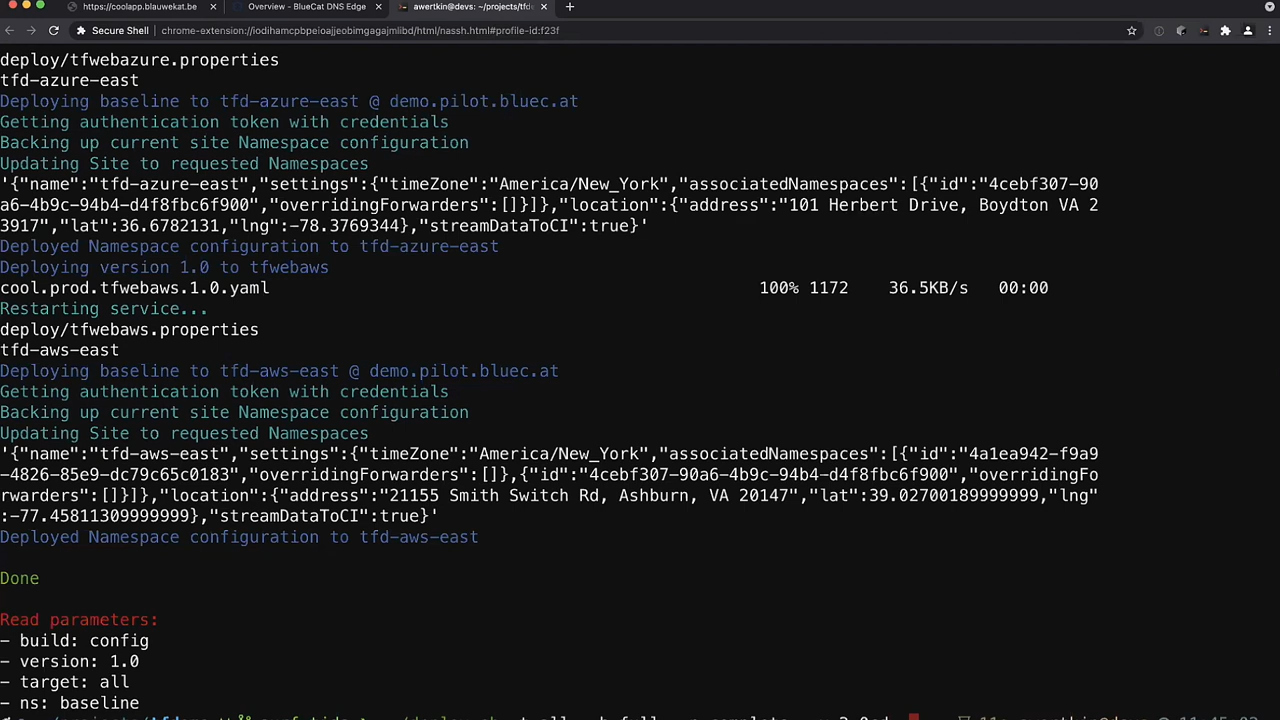 https://coolapp.blauwekat.be
Overview - BlueCat DNS Edge
awertkin@devs: ~/projects/tfd
Secure Shell
chrome-extension://iodihamcpbpeioajjeobimgagajmlibd/html/nassh.html#profile-id:f23f
deploy/tfwebazure.properties
tfd-azure-east
Deploying baseline to tfd-azure-east @ demo.pilot.bluec.at
Getting authentication token with credentials
Backing up current site Namespace configuration
Updating Site to requested Namespaces
'{"name":"tfd-azure-east","settings":{"timeZone":"America/New_York","associatedNamespaces":[{"id":"4cebf307-90
a6-4b9c-94b4-d4f8fbc6f900","overridingForwarders":[]}]},"location":{"address":"101 Herbert Drive, Boydton VA 2
3917","lat":36.6782131,"lng":-78.3769344},"streamDataToCI":true}'
Deployed Namespace configuration to tfd-azure-east
Deploying version 1.0 to tfwebaws
cool.prod.tfwebaws.1.0.yaml 100% 1172 36.5KB/s 00:00
Restarting service...
deploy/tfwebaws.properties
tfd-aws-east
Deploying baseline to tfd-aws-east @ demo.pilot.bluec.at
Getting authentication token with credentials
Backing up current site Namespace configuration
Updating Site to requested Namespaces
'{"name":"tfd-aws-east","settings":{"timeZone":"America/New_York","associatedNamespaces":[{"id":"4a1ea942-f9a9
-4826-85e9-dc79c65c0183","overridingForwarders":[]},{"id":"4cebf307-90a6-4b9c-94b4-d4f8fbc6f900","overridingFo
rwarders":[]}]},"location":{"address":"21155 Smith Switch Rd, Ashburn, VA 20147","lat":39.02700189999999,"lng"
:-77.45811309999999},"streamDataToCI":true}'
Deployed Namespace configuration to tfd-aws-east
Done
Read parameters:
- build: config
- version: 1.0
- target: all
- ns: baseline